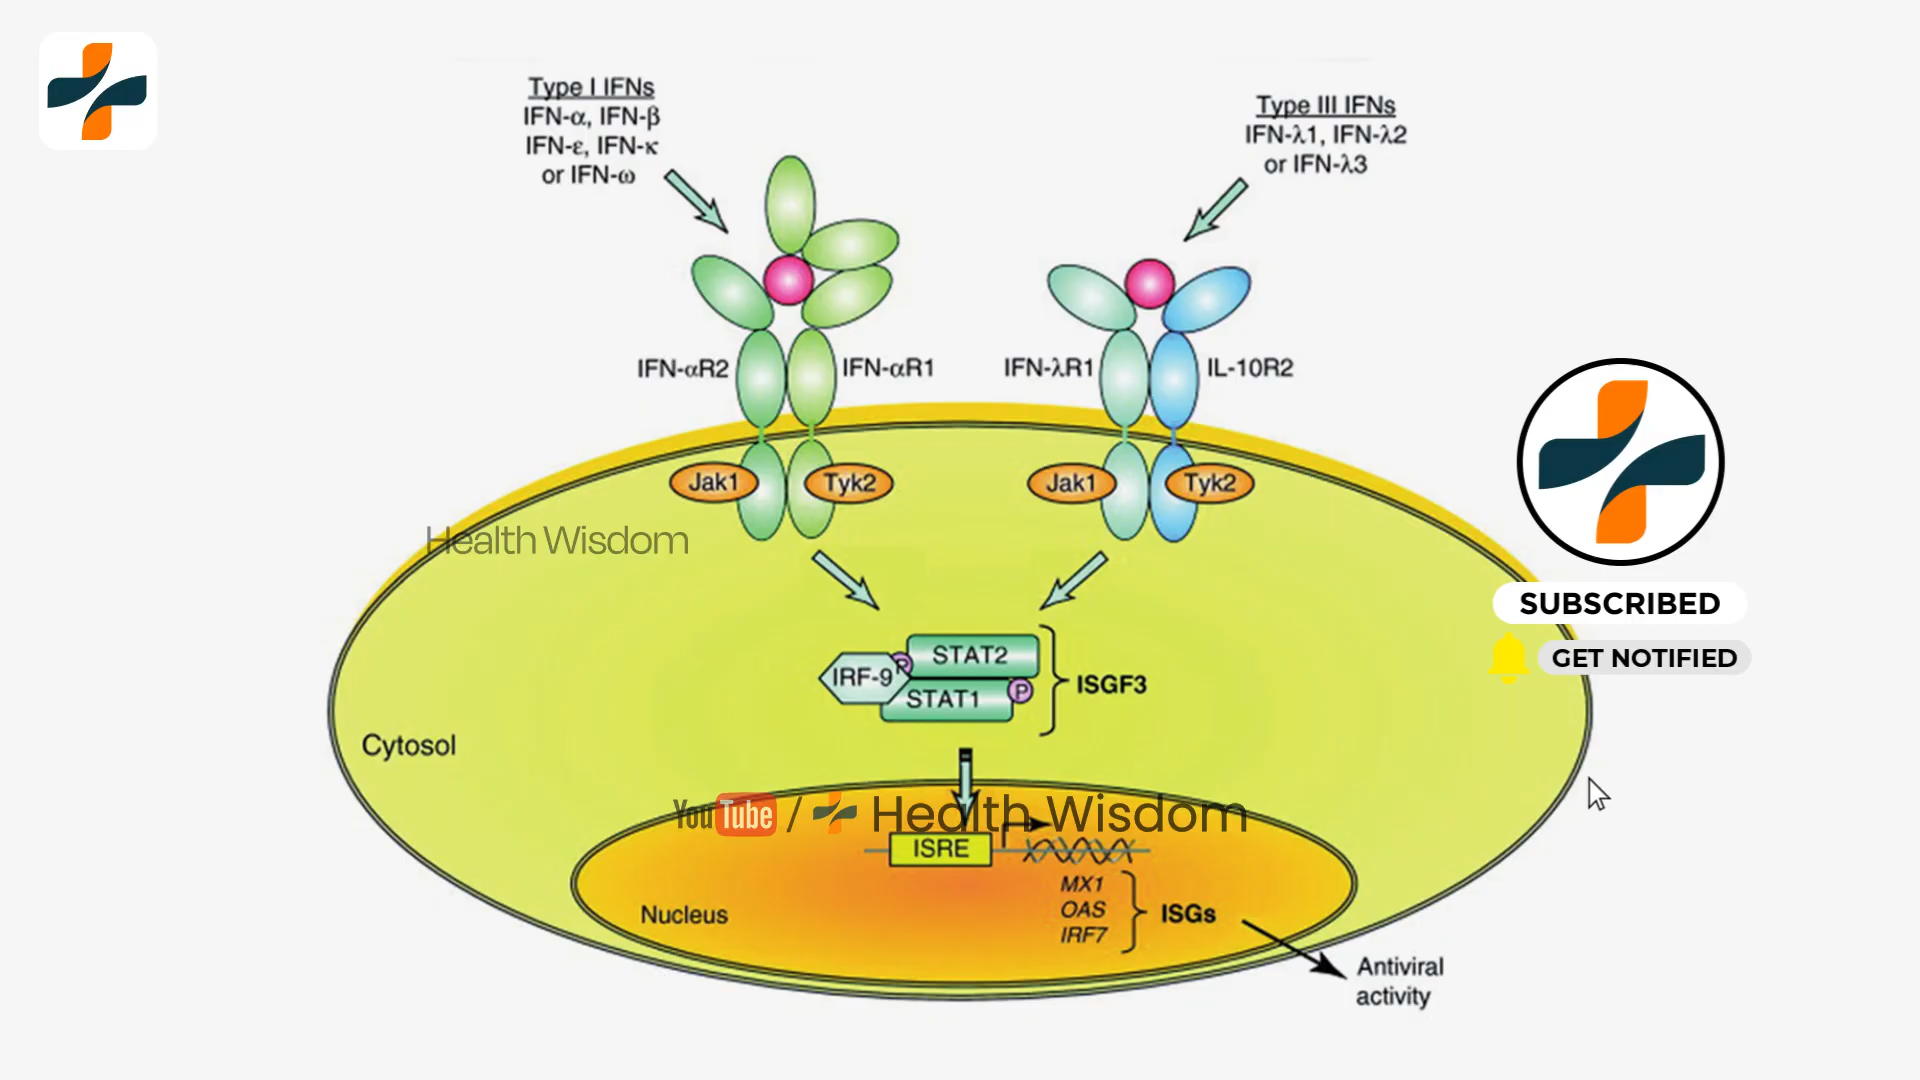 Type I IFNs
IFN-α, IFN-β
IFN-ε, IFN-κ
or IFN-ω
Type III IFNs
IFN-λ1, IFN-λ2
or IFN-λ3
IFN-αR2
IFN-αR1
IFN-λR1
IL-10R2
Jak1
Tyk2
Jak1
Tyk2
Health Wisdom
SUBSCRIBED
GET NOTIFIED
STAT2
P
IRF-9
STAT1
P
ISGF3
Cytosol
YouTube / Health Wisdom
ISRE
MX1
OAS
IRF7
ISGs
Nucleus
Antiviral
activity